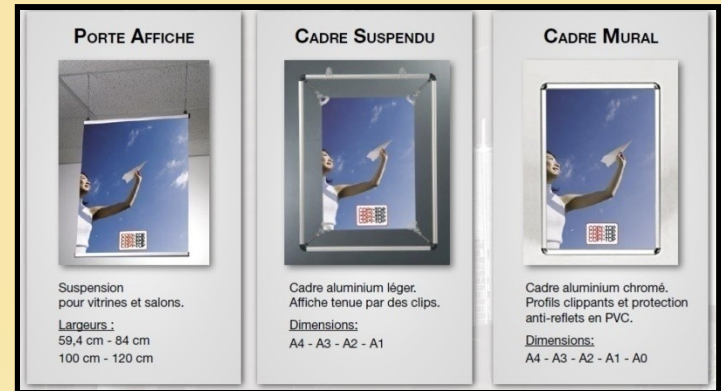 PORTE AFFICHE
Suspension
pour vitrines et salons.
Largeurs :
59,4 cm - 84 cm
100 cm - 120 cm
CADRE SUSPENDU
Cadre aluminium léger.
Affiche tenue par des clips.
Dimensions:
A4 - A3 - A2 - A1
CADRE MURAL
Cadre aluminium chromé.
Profils clippants et protection
anti-reflets en PVC.
Dimensions:
A4 - A3 - A2 - A1 - A0